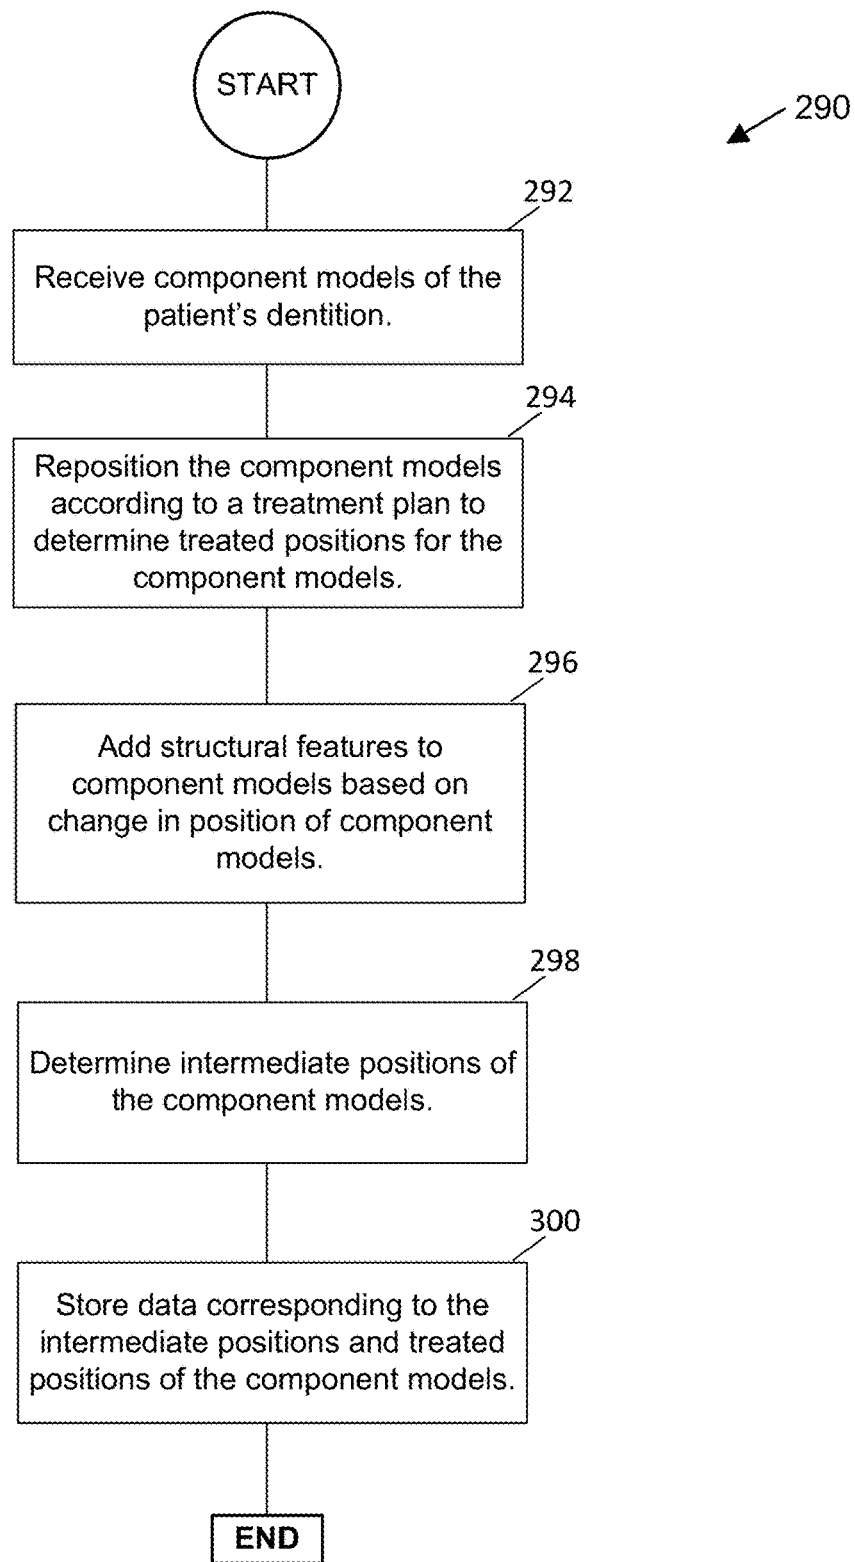 START
290
292
Receive component models of the
patient's dentition.
294
Reposition the component models
according to a treatment plan to
determine treated positions for the
component models.
296
Add structural features to
component models based on
change in position of component
models.
298
Determine intermediate positions of
the component models.
300
Store data corresponding to the
intermediate positions and treated
positions of the component models.
END